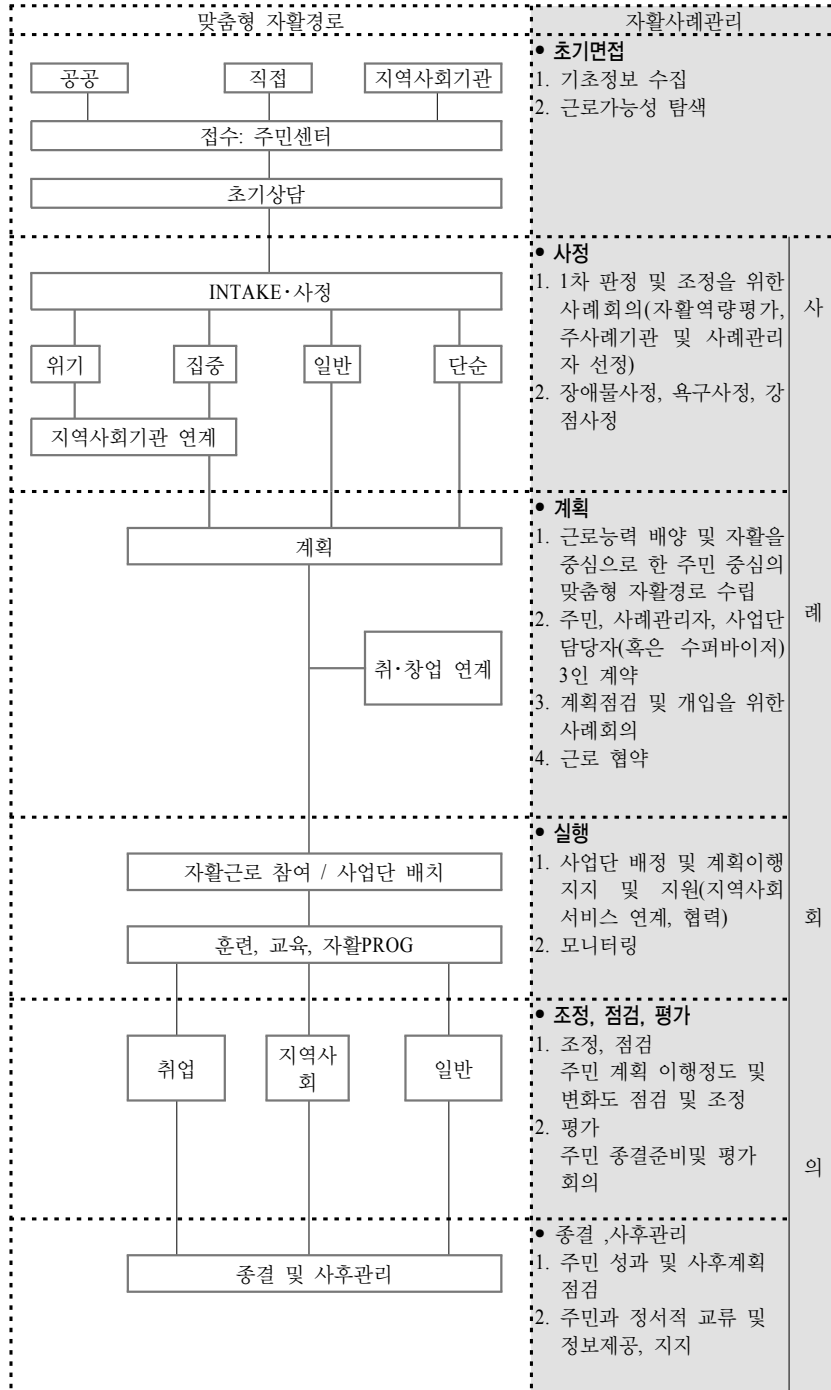 맞춤형 자활경로
자활사례관리
공공
직접
지역사회기관
접수: 주민센터
초기상담
• 초기면접
1. 기초정보 수집
2. 근로가능성 탐색
INTAKE·사정
위기
집중
일반
단순
지역사회기관 연계
• 사정
1. 1차 판정 및 조정을 위한
사례회의(자활역량평가,
주사례기관 및 사례관리
자 선정)
2. 장애물사정, 욕구사정, 강
점사정
계획
취·창업 연계
• 계획
1. 근로능력 배양 및 자활을
중심으로 한 주민 중심의
맞춤형 자활경로 수립
2. 주민, 사례관리자, 사업단
담당자(혹은 수퍼바이저)
3인 계약
3. 계획점검 및 개입을 위한
사례회의
4. 근로 협약
자활근로 참여 / 사업단 배치
훈련, 교육, 자활PROG
• 실행
1. 사업단 배정 및 계획이행
지지 및 지원(지역사회
서비스 연계, 협력)
2. 모니터링
취업
지역사
회
일반
• 조정, 점검, 평가
1. 조정, 점검
주민 계획 이행정도 및
변화도 점검 및 조정
2. 평가
주민 종결준비및 평가
회의
종결 및 사후관리
• 종결 ,사후관리
1. 주민 성과 및 사후계획
점검
2. 주민과 정서적 교류 및
정보제공, 지지
사
례
회
의